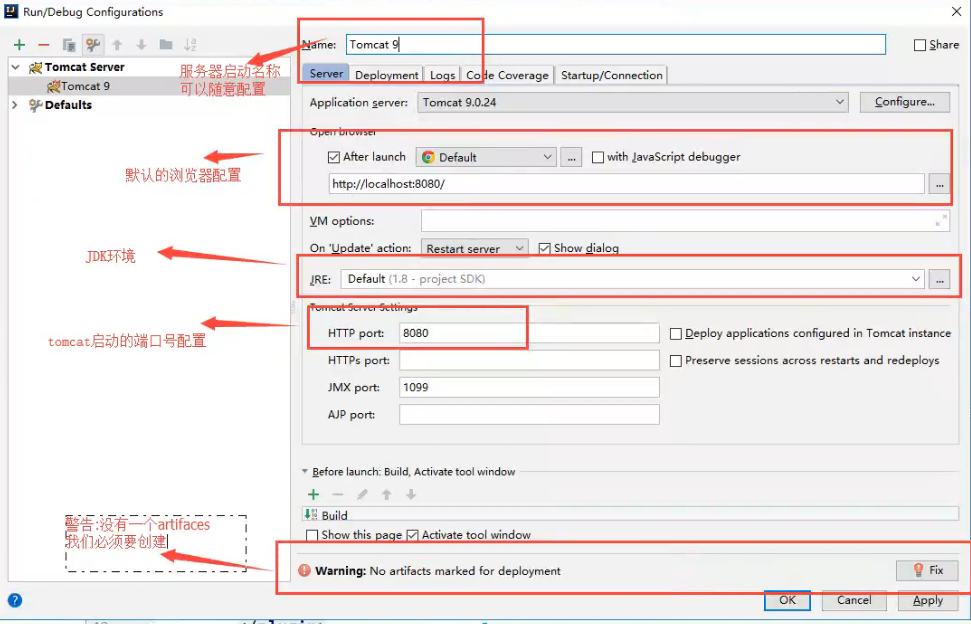 Run/Debug Configurations
Name: Tomcat 9
Share
Tomcat Server
Tomcat 9
Defaults
服务器启动名称
可以随意配置
Server
Deployment
Logs
Code Coverage
Startup/Connection
Application server:
Tomcat 9.0.24
Configure...
Open browser
After launch
Default
...
with JavaScript debugger
默认的浏览器配置
http://localhost:8080/
...
VM options:
On 'Update' action:
Restart server
Show dialog
JDK环境
JRE:
Default (1.8 - project SDK)
...
Tomcat Server Settings
HTTP port:
8080
Deploy applications configured in Tomcat instance
tomcat启动的端口号配置
HTTPs port:
Preserve sessions across restarts and redeploys
JMX port:
1099
AJP port:
Before launch: Build, Activate tool window
Build
Show this page
Activate tool window
警告:没有一个artifaces
我们必须要创建
Warning: No artifacts marked for deployment
Fix
?
OK
Cancel
Apply